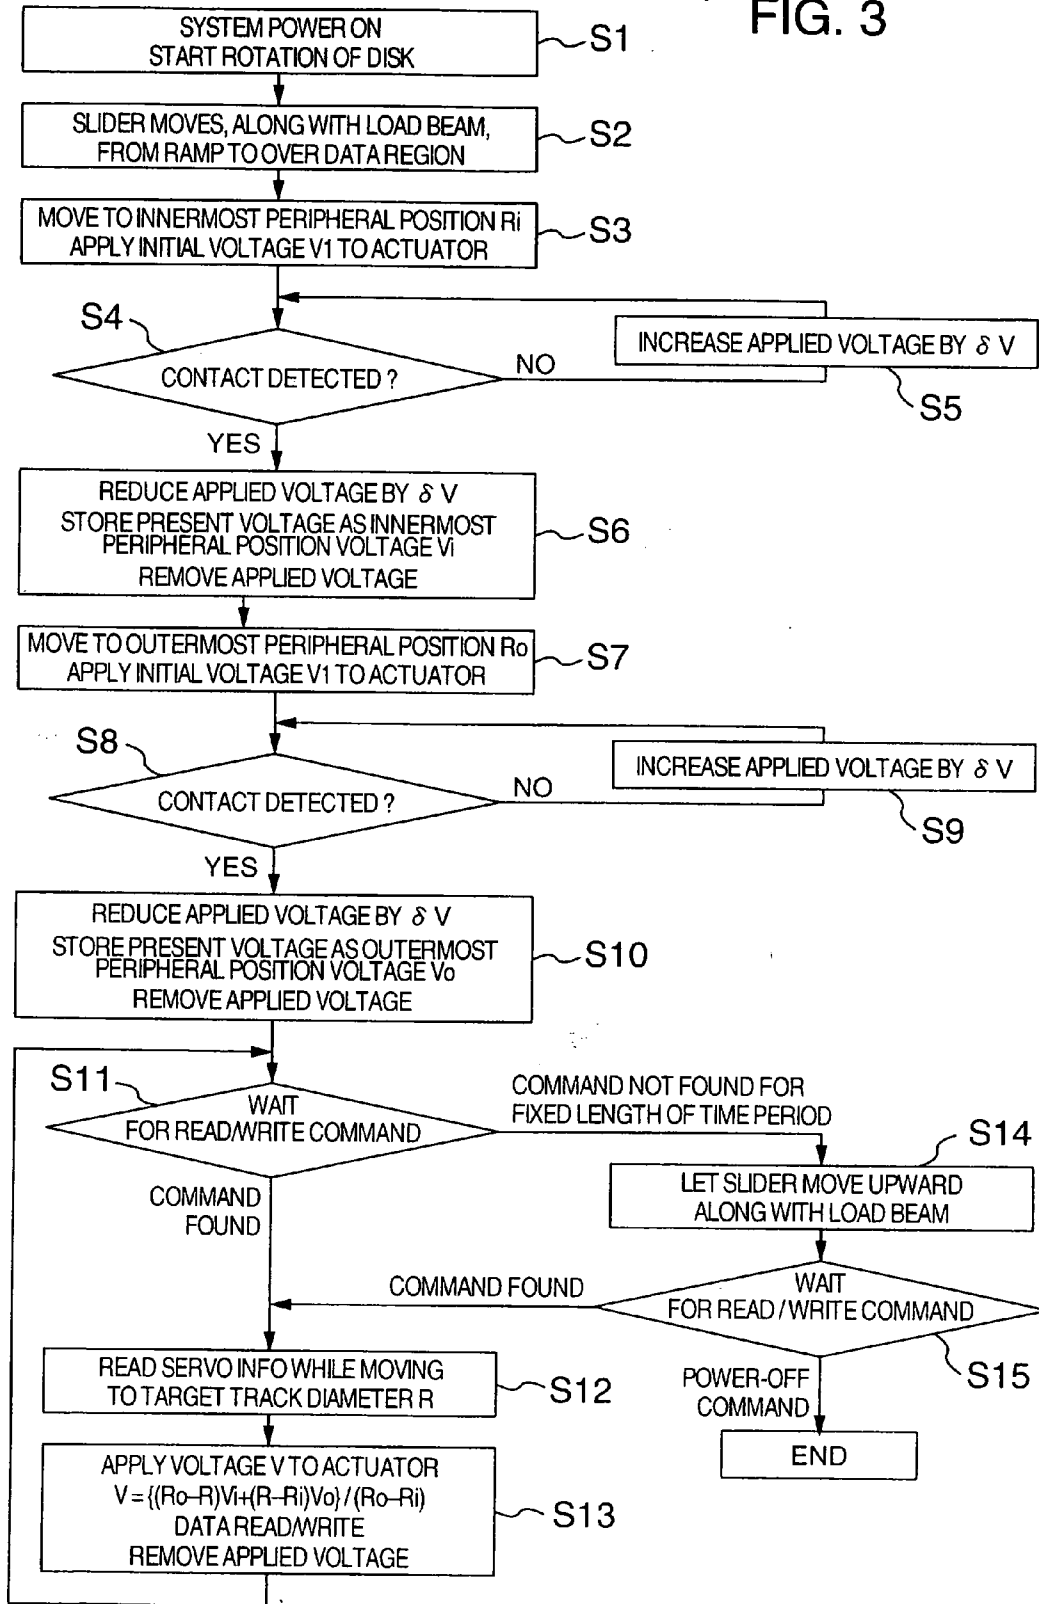 FIG. 3
SYSTEM POWER ON
START ROTATION OF DISK
S1
SLIDER MOVES, ALONG WITH LOAD BEAM,
FROM RAMP TO OVER DATA REGION
S2
MOVE TO INNERMOST PERIPHERAL POSITION Ri
APPLY INITIAL VOLTAGE V1 TO ACTUATOR
S3
S4
CONTACT DETECTED ?
NO
INCREASE APPLIED VOLTAGE BY δ V
S5
YES
REDUCE APPLIED VOLTAGE BY δ V
STORE PRESENT VOLTAGE AS INNERMOST
PERIPHERAL POSITION VOLTAGE Vi
REMOVE APPLIED VOLTAGE
S6
MOVE TO OUTERMOST PERIPHERAL POSITION Ro
APPLY INITIAL VOLTAGE V1 TO ACTUATOR
S7
S8
CONTACT DETECTED ?
NO
INCREASE APPLIED VOLTAGE BY δ V
S9
YES
REDUCE APPLIED VOLTAGE BY δ V
STORE PRESENT VOLTAGE AS OUTERMOST
PERIPHERAL POSITION VOLTAGE Vo
REMOVE APPLIED VOLTAGE
S10
S11
WAIT
FOR READ/WRITE COMMAND
COMMAND NOT FOUND FOR
FIXED LENGTH OF TIME PERIOD
S14
LET SLIDER MOVE UPWARD
ALONG WITH LOAD BEAM
COMMAND
FOUND
COMMAND FOUND
WAIT
FOR READ / WRITE COMMAND
S15
READ SERVO INFO WHILE MOVING
TO TARGET TRACK DIAMETER R
S12
POWER-OFF
COMMAND
END
APPLY VOLTAGE V TO ACTUATOR
V = {(Ro–R)Vi+(R–Ri)Vo} / (Ro–Ri)
DATA READ/WRITE
REMOVE APPLIED VOLTAGE
S13